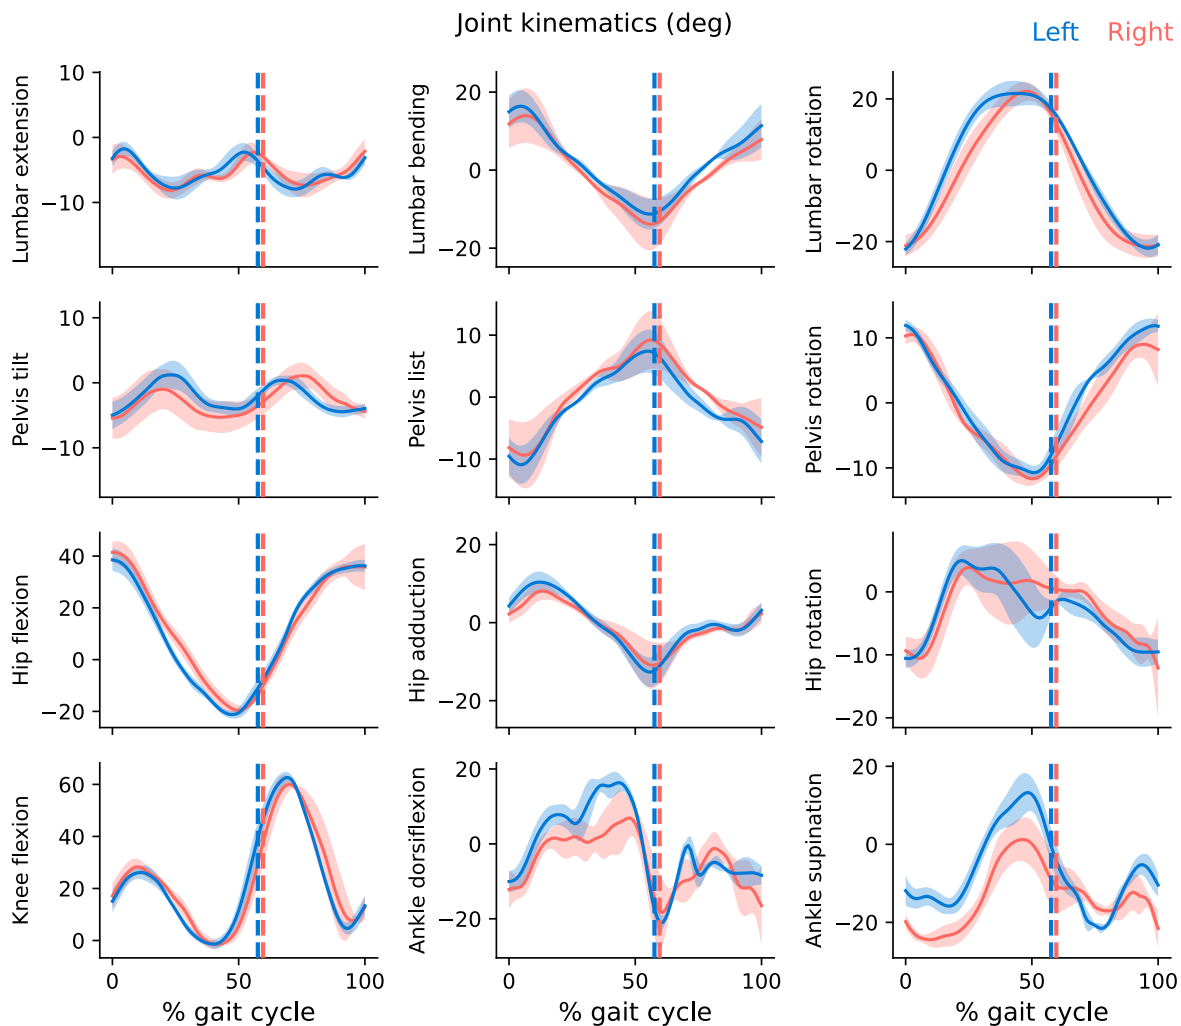 Joint kinematics (deg)
Left Right
Lumbar extension
10
0
−10
Lumbar bending
20
0
−20
Lumbar rotation
20
0
−20
Pelvis tilt
10
0
−10
Pelvis list
10
5
0
−5
−10
Pelvis rotation
10
0
−10
Hip flexion
40
20
0
−20
Hip adduction
20
0
−20
Hip rotation
0
−10
−20
Knee flexion
60
40
20
0
0 50 100
% gait cycle
Ankle dorsiflexion
20
0
−20
0 50 100
% gait cycle
Ankle supination
20
0
−20
0 50 100
% gait cycle